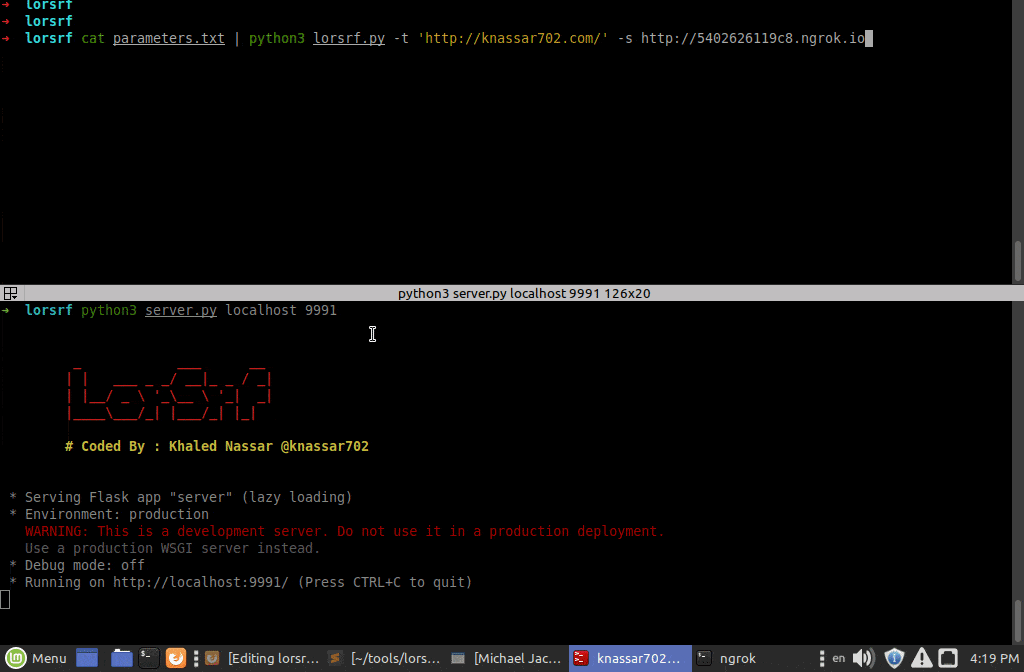 ➜ lorsrf
➜ lorsrf
➜ lorsrf cat parameters.txt | python3 lorsrf.py -t 'http://knassar702.com/' -s http://5402626119c8.ngrok.io
python3 server.py localhost 9991 126x20
➜ lorsrf python3 server.py localhost 9991
LorSrf
# Coded By : Khaled Nassar @knassar702
* Serving Flask app "server" (lazy loading)
* Environment: production
WARNING: This is a development server. Do not use it in a production deployment.
Use a production WSGI server instead.
* Debug mode: off
* Running on http://localhost:9991/ (Press CTRL+C to quit)
Menu [Editing lorsr... [~/tools/lors... [Michael Jac... knassar702... ngrok en 4:19 PM